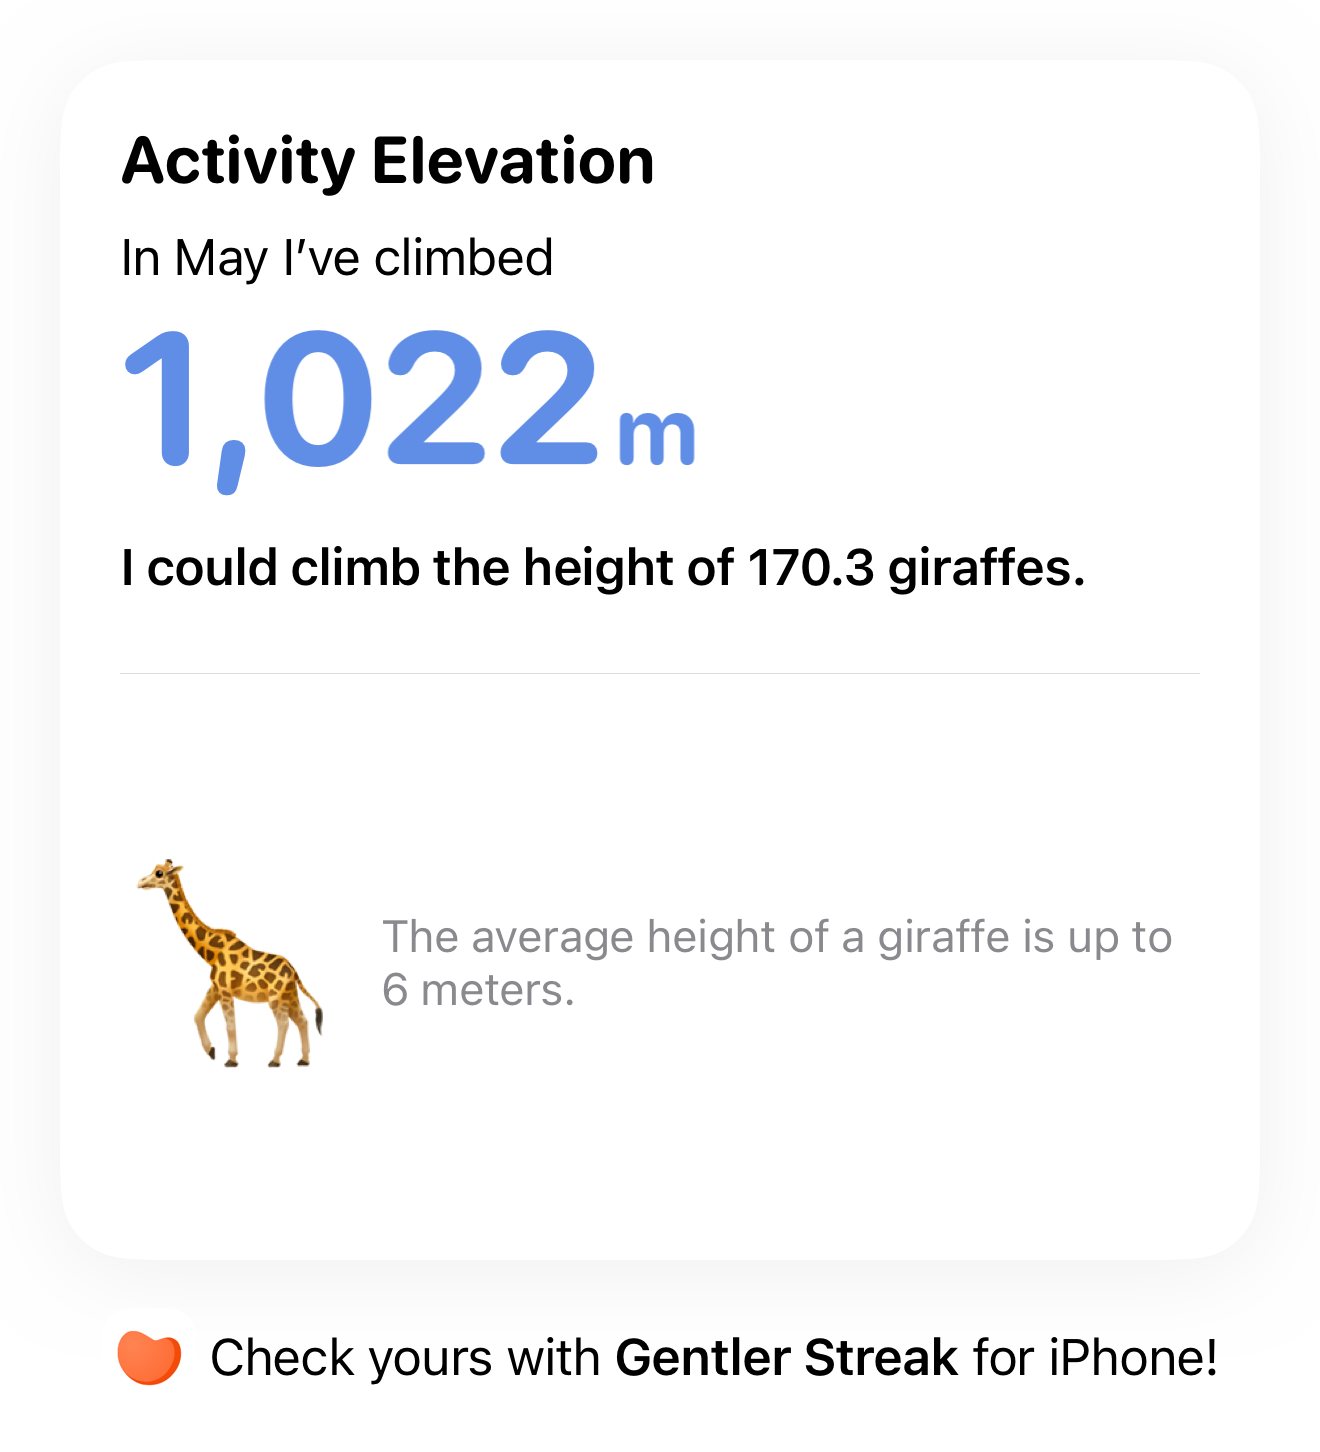 Activity Elevation
In May I’ve climbed
1,022 m
I could climb the height of 170.3 giraffes.
The average height of a giraffe is up to
6 meters.
Check yours with Gentler Streak for iPhone!